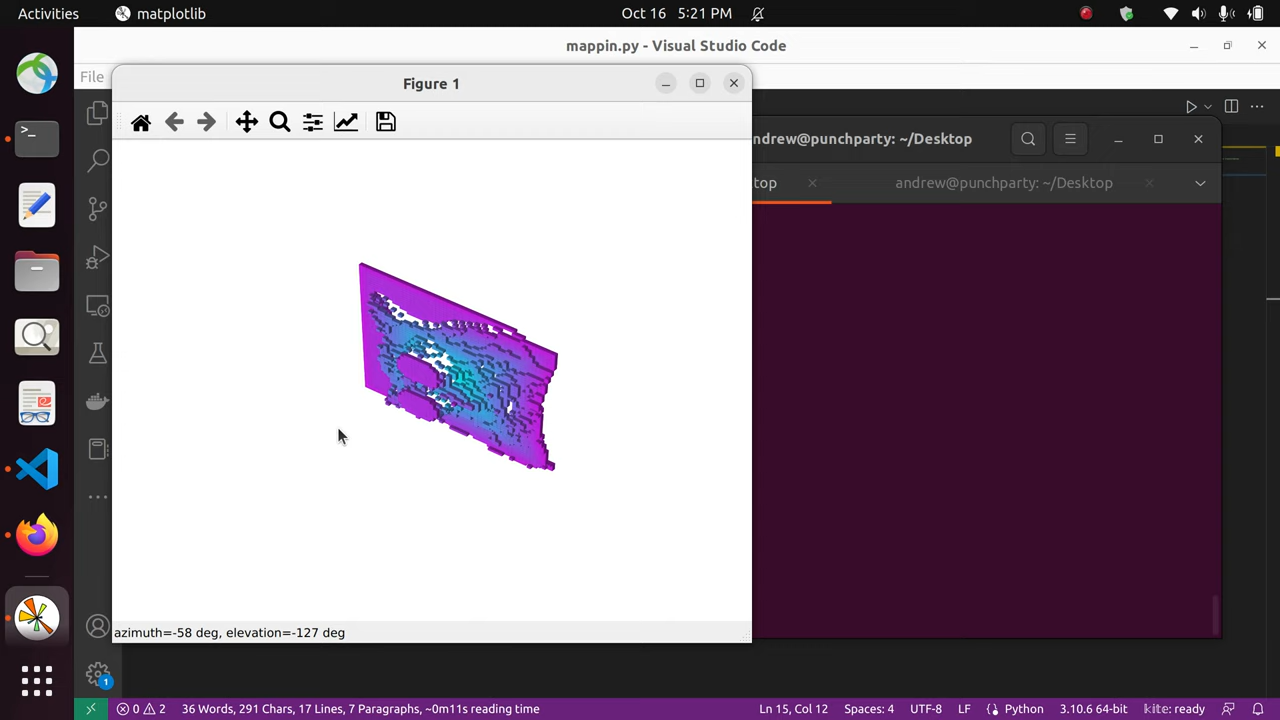 Activities
matplotlib
Oct 16 5:21 PM
mappin.py - Visual Studio Code
File
Figure 1
ndrew@punchparty: ~/Desktop
top
andrew@punchparty: ~/Desktop
azimuth=-58 deg, elevation=-127 deg
1
0
2
36 Words, 291 Chars, 17 Lines, 7 Paragraphs, ~0m11s reading time
Ln 15, Col 12
Spaces: 4
UTF-8
LF
Python
3.10.6 64-bit
kite: ready